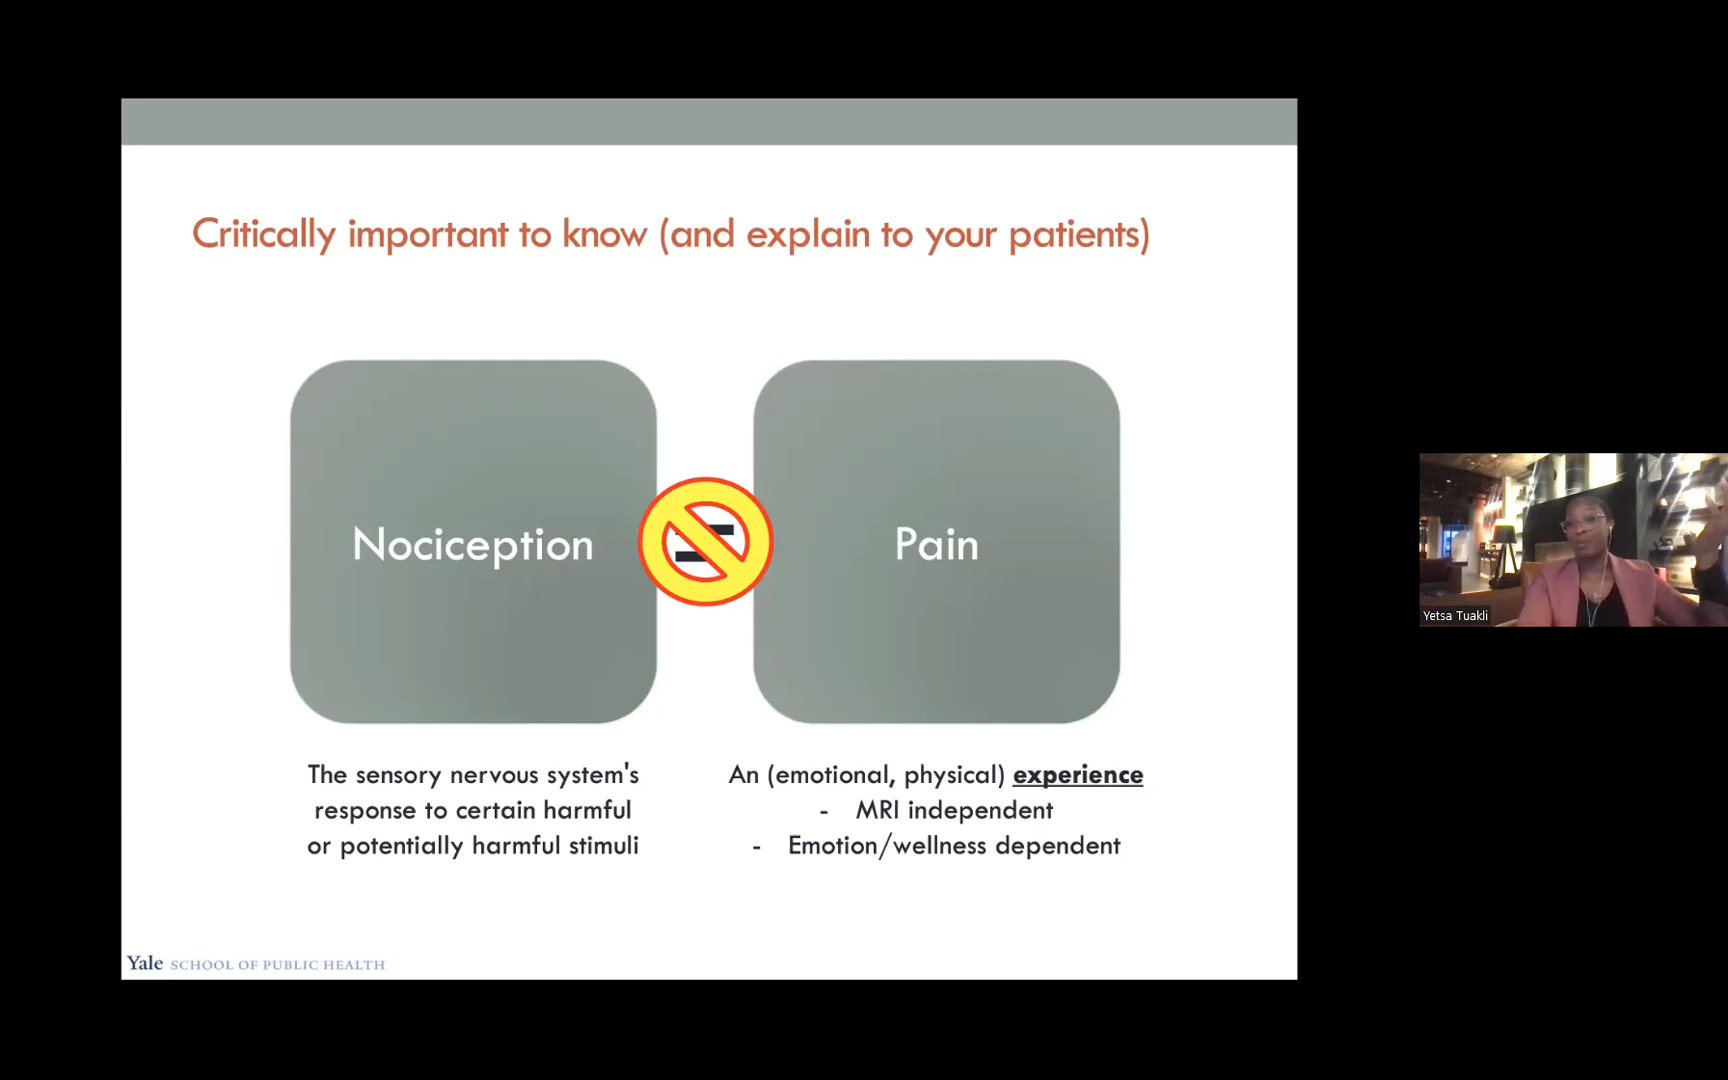 Critically important to know (and explain to your patients)
Nociception
=
Pain
The sensory nervous system's
response to certain harmful
or potentially harmful stimuli
An (emotional, physical) experience
- MRI independent
- Emotion/wellness dependent
Yale SCHOOL OF PUBLIC HEALTH
Yetsa Tuakli